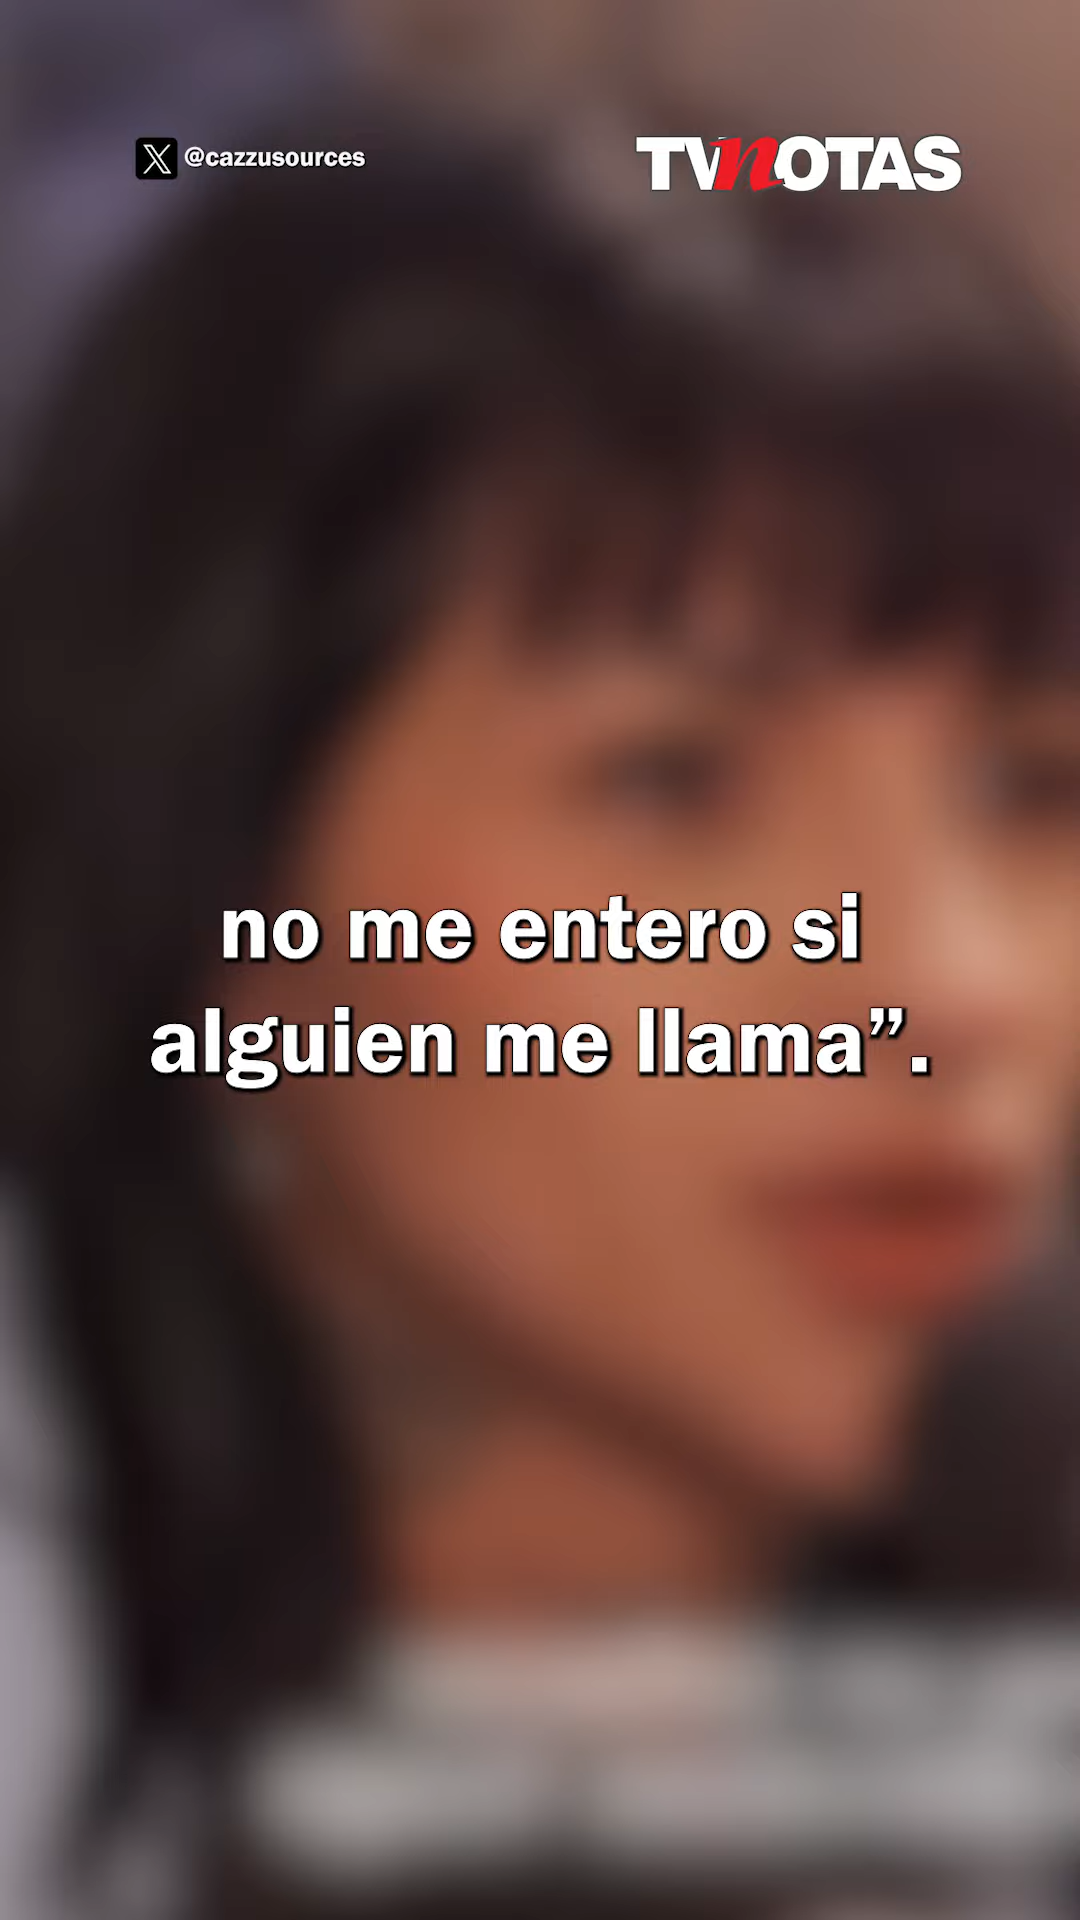 @cazzusources
TVnOTAS
no me entero si
alguien me llama”.